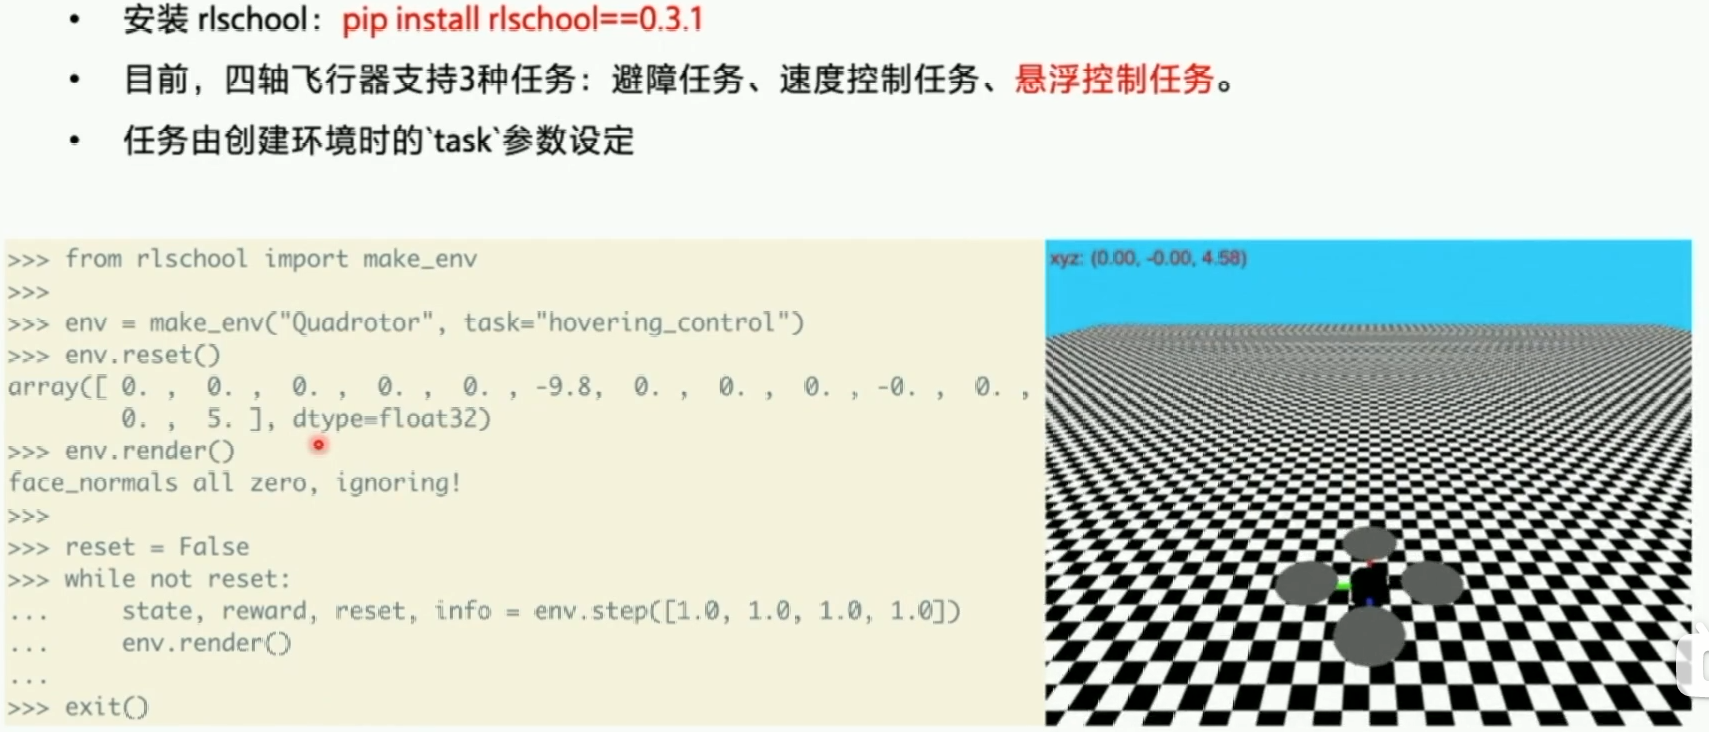 • 安装 rlschool：pip install rlschool==0.3.1
• 目前，四轴飞行器支持3种任务：避障任务、速度控制任务、悬浮控制任务。
• 任务由创建环境时的`task`参数设定
>>> from rlschool import make_env
>>>
>>> env = make_env("Quadrotor", task="hovering_control")
>>> env.reset()
array([ 0. ,  0. ,  0. ,  0. ,  0. , -9.8,  0. ,  0. ,  0. , -0. ,  0. ,
        0. ,  5. ], dtype=float32)
>>> env.render()
face_normals all zero, ignoring!
>>>
>>> reset = False
>>> while not reset:
...     state, reward, reset, info = env.step([1.0, 1.0, 1.0, 1.0])
...     env.render()
...
>>> exit()
xyz: (0.00, -0.00, 4.58)